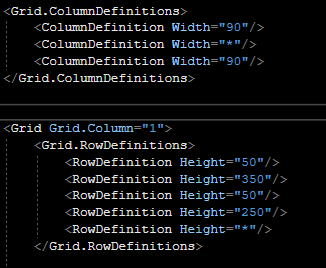 <Grid.ColumnDefinitions>
<ColumnDefinition Width="90"/>
<ColumnDefinition Width="*"/>
<ColumnDefinition Width="90"/>
</Grid.ColumnDefinitions>
<Grid Grid.Column="1">
<Grid.RowDefinitions>
<RowDefinition Height="50"/>
<RowDefinition Height="350"/>
<RowDefinition Height="50"/>
<RowDefinition Height="250"/>
<RowDefinition Height="*"/>
</Grid.RowDefinitions>